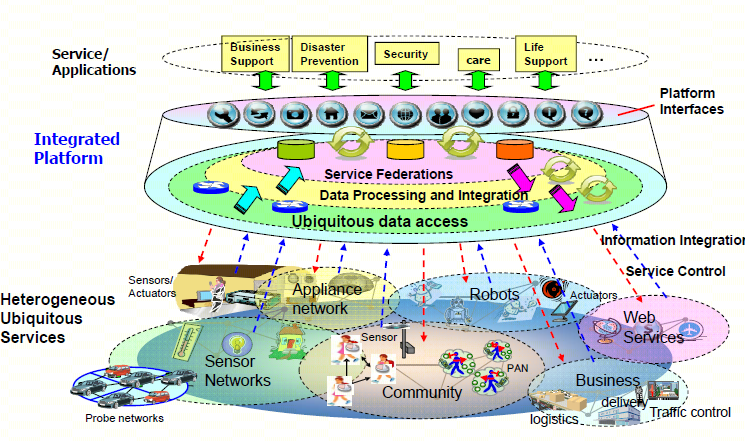 Service/
Applications
Business
Support
Disaster
Prevention
Security
care
Life
Support
...
Platform
Interfaces
Integrated
Platform
Service Federations
Data Processing and Integration
Ubiquitous data access
Information Integration
Service Control
Heterogeneous
Ubiquitous
Services
Sensors/
Actuators
Appliance
network
Robots
Actuators
Web
Services
Sensor
Networks
Sensor
Community
PAN
Business
delivery
logistics
Traffic control
Probe networks